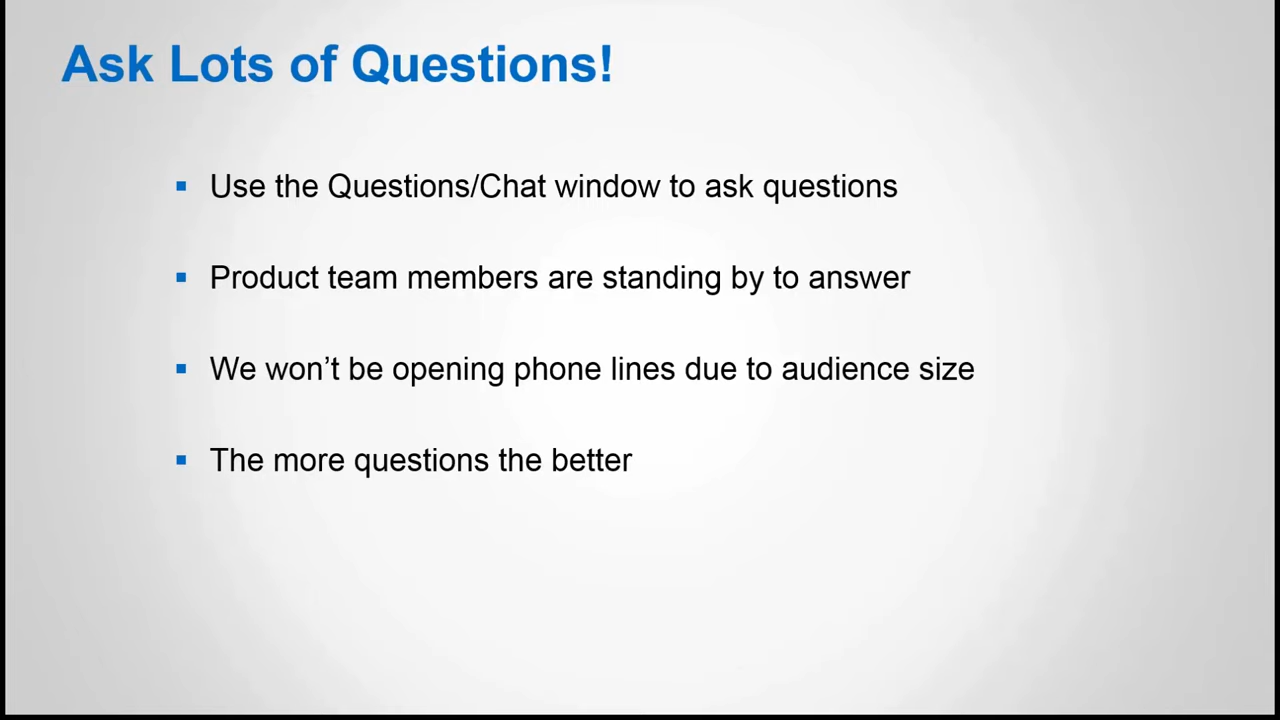 Ask Lots of Questions!
Use the Questions/Chat window to ask questions
Product team members are standing by to answer
We won’t be opening phone lines due to audience size
The more questions the better